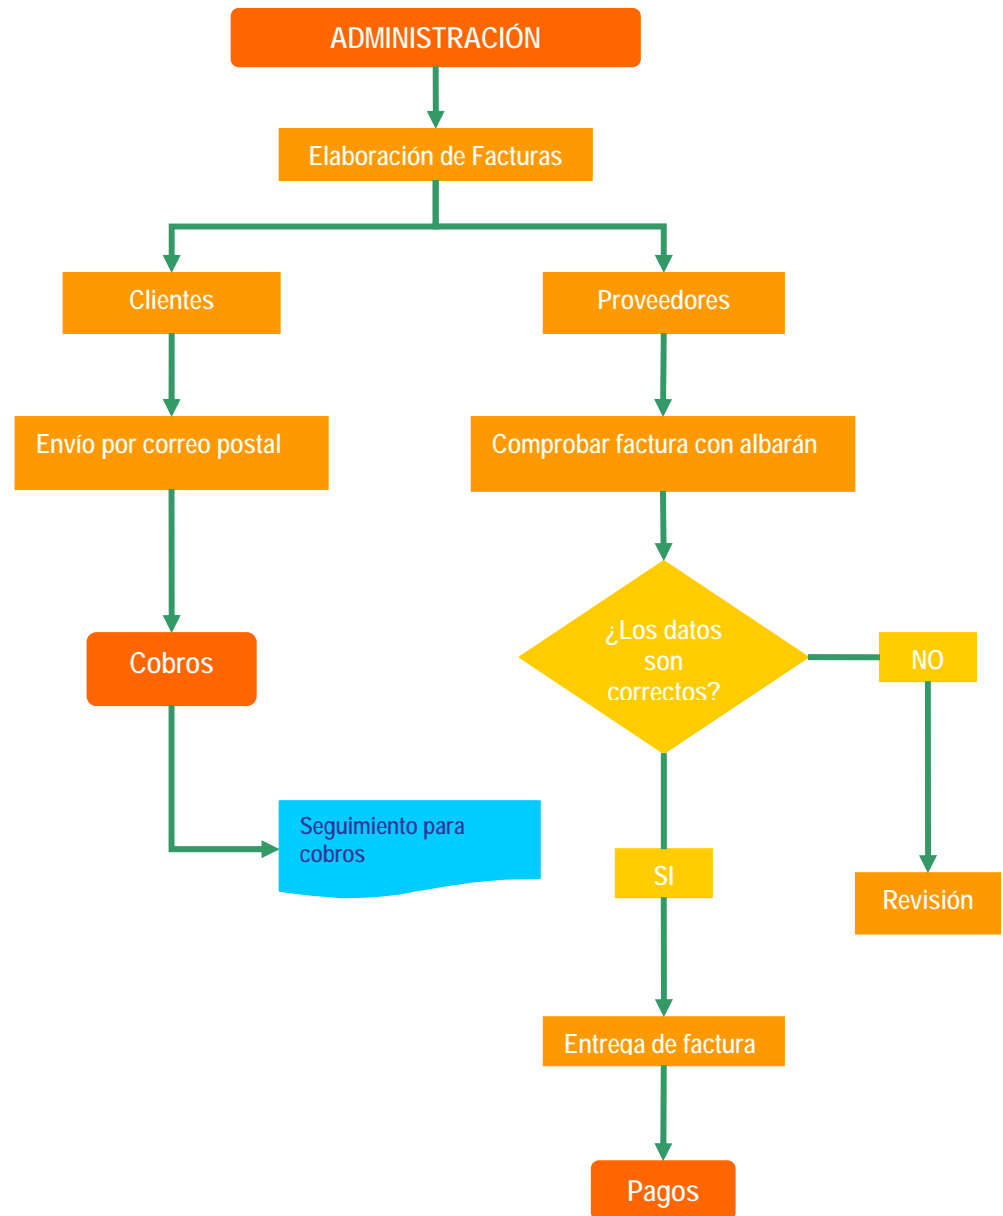 ADMINISTRACIÓN
Elaboración de Facturas
Clientes
Proveedores
Envío por correo postal
Comprobar factura con albarán
¿Los datos
son
correctos?
NO
Cobros
Seguimiento para
cobros
SI
Revisión
Entrega de factura
Pagos